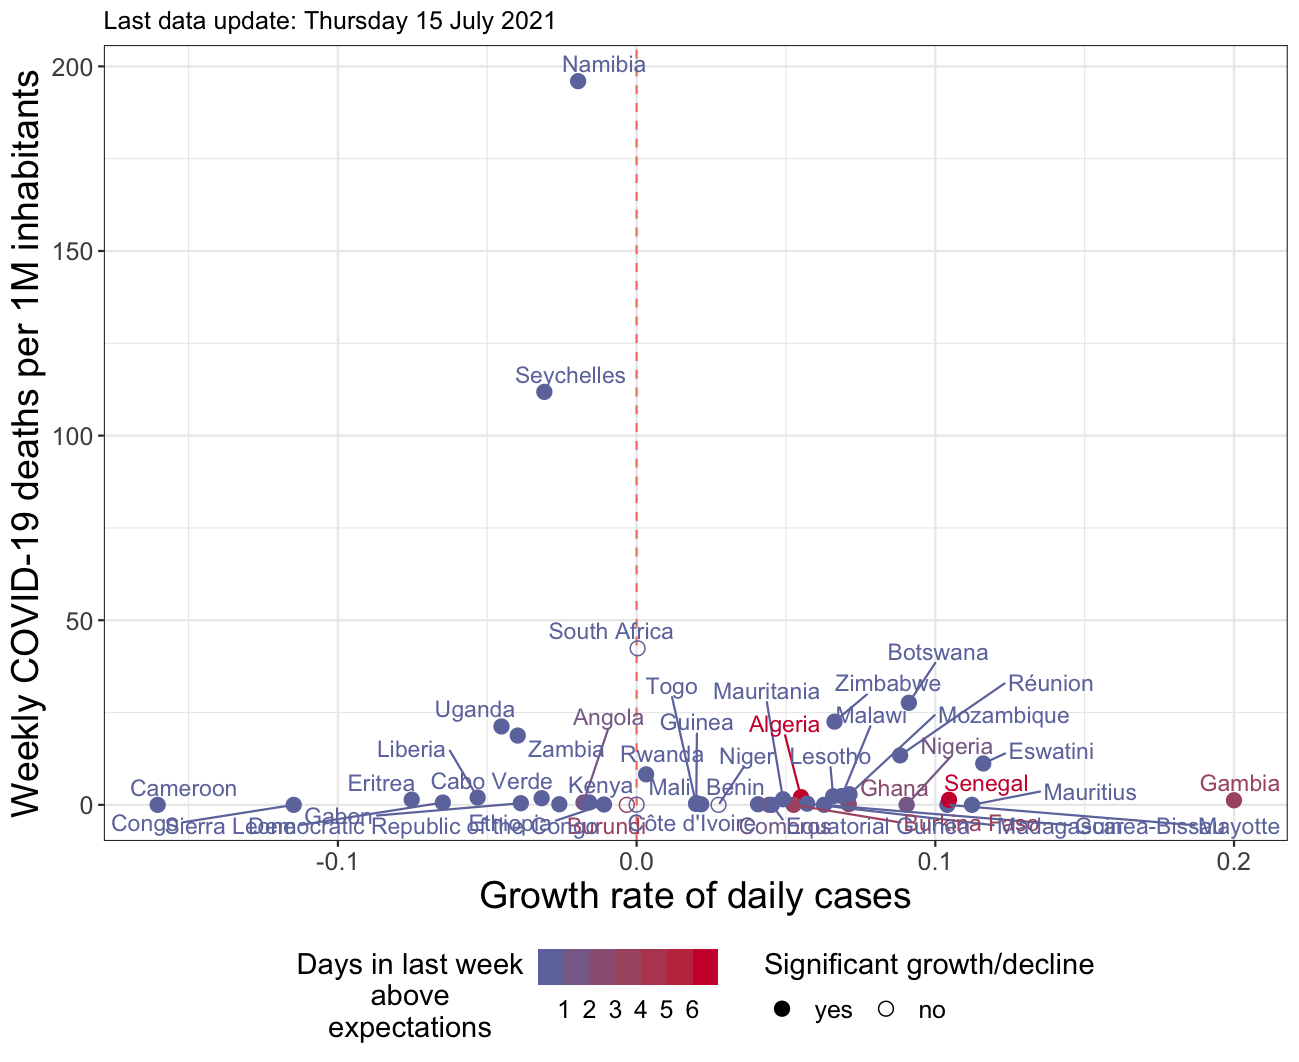 Last data update: Thursday 15 July 2021
Weekly COVID-19 deaths per 1M inhabitants
200
150
100
50
0
Namibia
Seychelles
South Africa
Botswana
Togo
Mauritania
Zimbabwe
Réunion
Uganda
Angola
Guinea
Algeria
Malawi
Mozambique
Liberia
Zambia
Rwanda
Niger
Lesotho
Nigeria
Eswatini
Cameroon
Eritrea
Cabo Verde
Kenya
Mali
Benin
Ghana
Senegal
Mauritius
Gambia
Congo
Sierra Leone
Gabon
Democratic Republic of the Congo
Ethiopia
Burundi
Côte d'Ivoire
Comoros
Equatorial Guinea
Burkina Faso
Madagascar
Guinea-Bissau
Mayotte
-0.1
0.0
0.1
0.2
Growth rate of daily cases
Days in last week
above
expectations
1 2 3 4 5 6
Significant growth/decline
yes
no